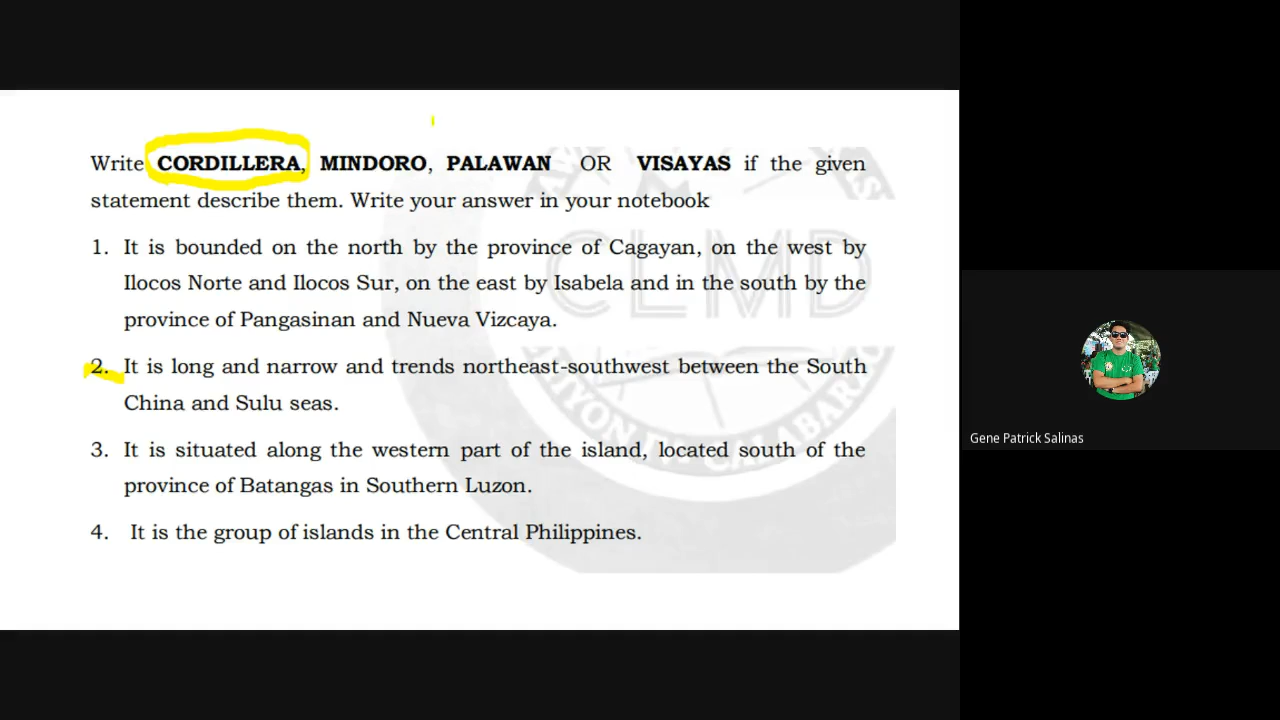 Write CORDILLERA, MINDORO, PALAWAN OR VISAYAS if the given
statement describe them. Write your answer in your notebook
1. It is bounded on the north by the province of Cagayan, on the west by
Ilocos Norte and Ilocos Sur, on the east by Isabela and in the south by the
province of Pangasinan and Nueva Vizcaya.
2. It is long and narrow and trends northeast-southwest between the South
China and Sulu seas.
3. It is situated along the western part of the island, located south of the
province of Batangas in Southern Luzon.
4. It is the group of islands in the Central Philippines.
CLMD
Gene Patrick Salinas